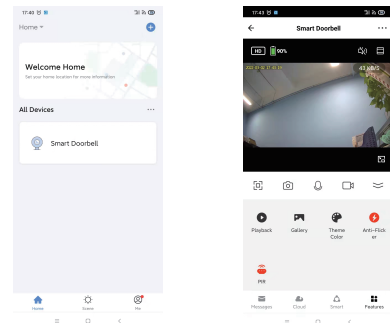 17:40
Home
Welcome Home
Set your home location for more information
All Devices
...
Smart Doorbell
Home
Scene
Me
17:40
Smart Doorbell
...
HD
90%
Playback
Gallery
Theme
Color
Anti-Flick
er
PIR
Messages
Cloud
Smart
Features